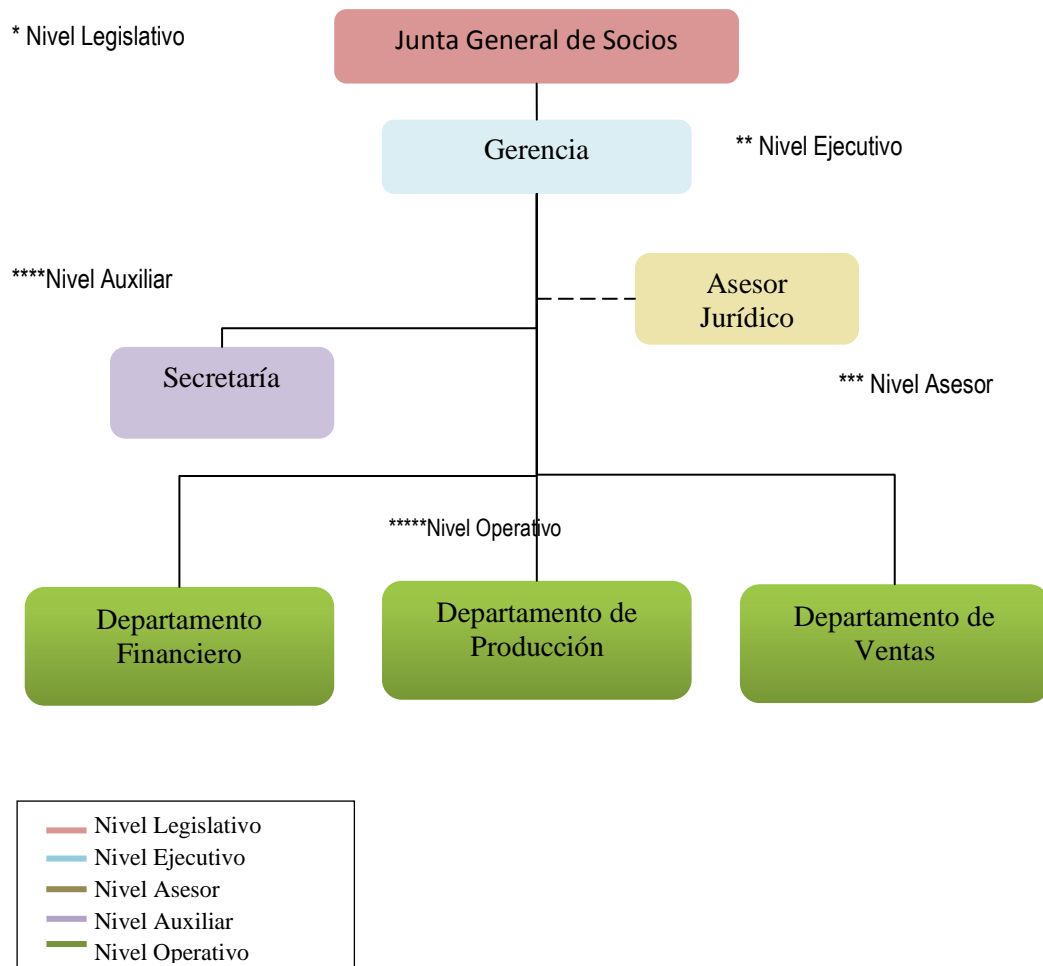 * Nivel Legislativo
Junta General de Socios
Gerencia
** Nivel Ejecutivo
****Nivel Auxiliar
Asesor
Jurídico
Secretaría
*** Nivel Asesor
*****Nivel Operativo
Departamento
Financiero
Departamento de
Producción
Departamento de
Ventas
Nivel Legislativo
Nivel Ejecutivo
Nivel Asesor
Nivel Auxiliar
Nivel Operativo